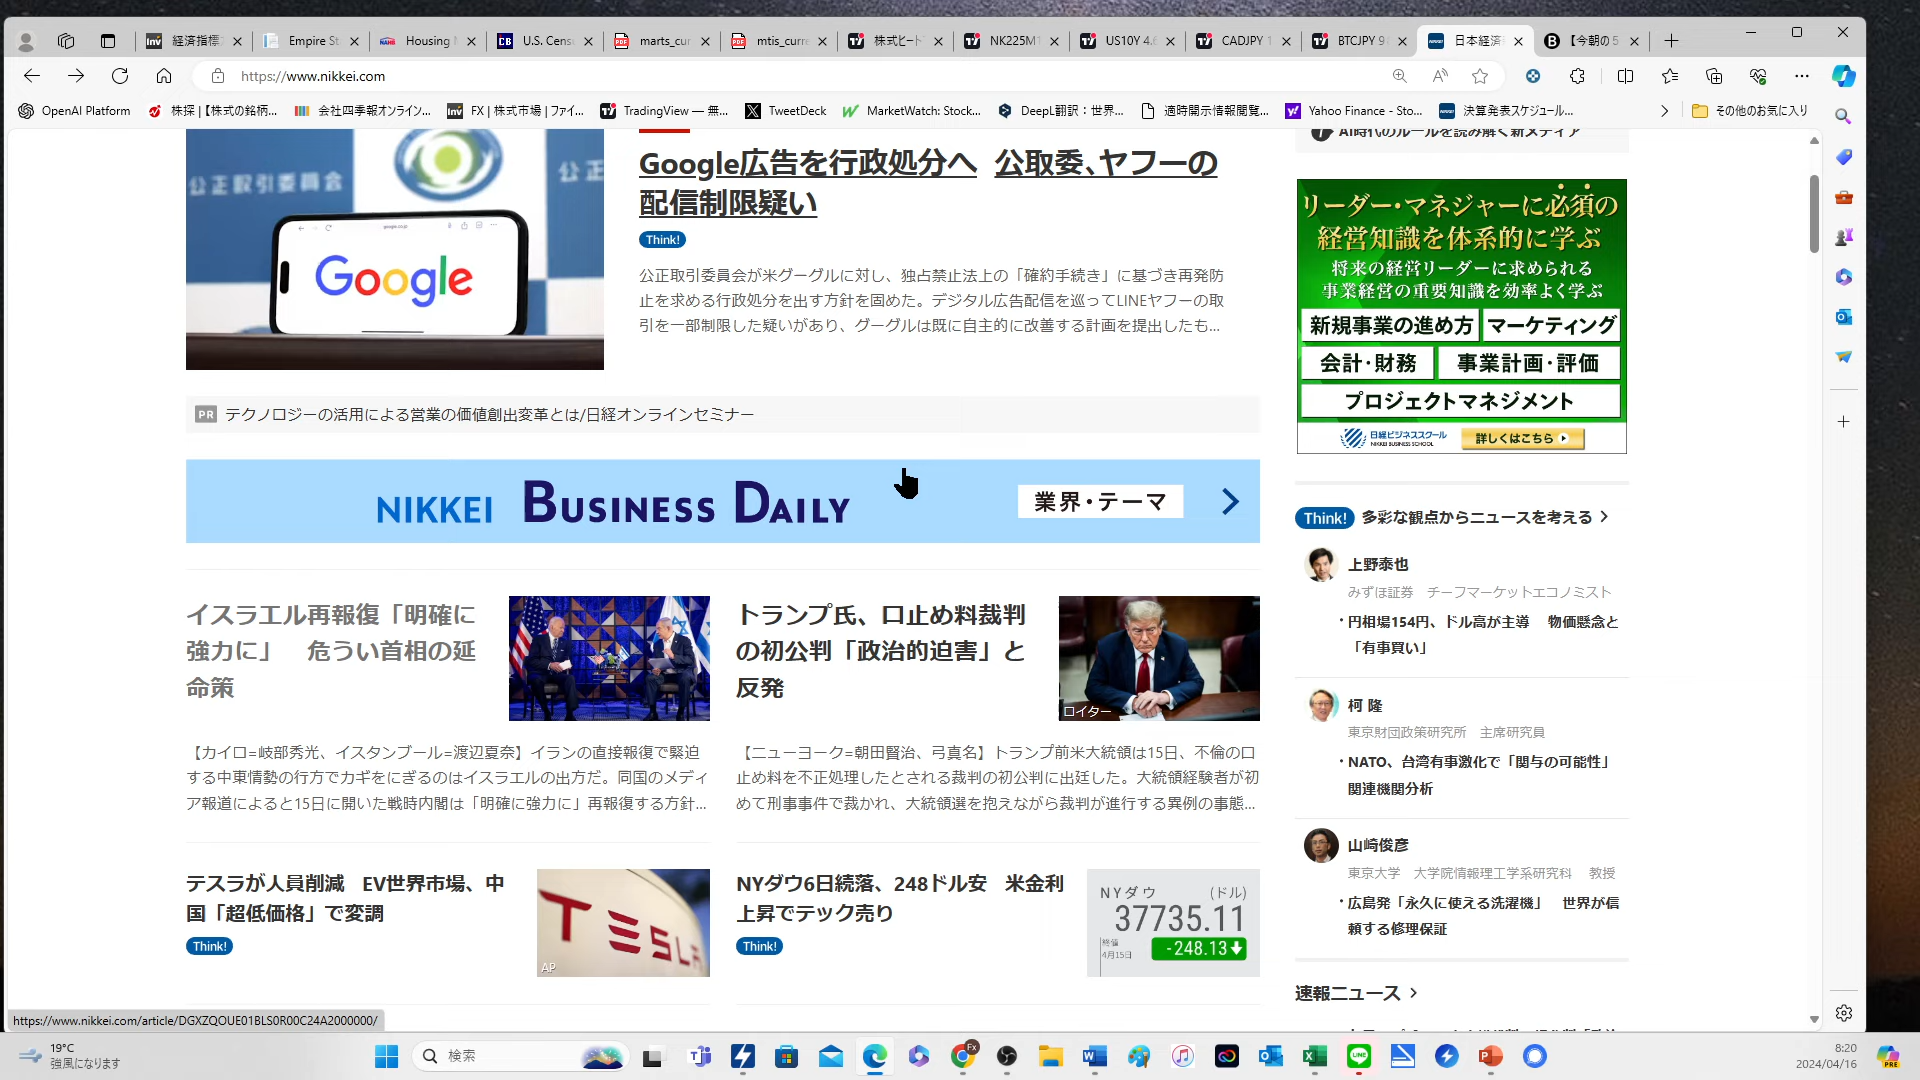 経済指標
Empire St
Housing
U.S. Cens
marts_cur
mtis_curre
株式ヒート
NK225M1
US10Y 4.6
CADJPY 1
BTCJPY 9
日本経済
【今朝の5
https://www.nikkei.com
OpenAI Platform
株探 | 【株式の銘柄...
会社四季報オンライン...
FX | 株式市場 | ファイ...
TradingView — 無...
TweetDeck
MarketWatch: Stock...
DeepL翻訳：世界...
適時開示情報閲覧...
Yahoo Finance - Sto...
決算発表スケジュール...
その他のお気に入り
公正取引委員会
公正
Google
Google広告を行政処分へ 公取委、ヤフーの
配信制限疑い
Think!
公正取引委員会が米グーグルに対し、独占禁止法上の「確約手続き」に基づき再発防
止を求める行政処分を出す方針を固めた。デジタル広告配信を巡ってLINEヤフーの取
引を一部制限した疑いがあり、グーグルは既に自主的に改善する計画を提出したも...
PR テクノロジーの活用による営業の価値創出変革とは/日経オンラインセミナー
NIKKEI BUSINESS DAILY 業界・テーマ
イスラエル再報復「明確に
強力に」 危うい首相の延
命策
【カイロ=岐部秀光、イスタンブール=渡辺夏奈】イランの直接報復で緊迫
する中東情勢の行方でカギをにぎるのはイスラエルの出方だ。同国のメディ
ア報道によると15日に開いた戦時内閣は「明確に強力に」再報復する方針...
トランプ氏、口止め料裁判
の初公判「政治的迫害」と
反発
ロイター
【ニューヨーク=朝田賢治、弓真名】トランプ前米大統領は15日、不倫の口
止め料を不正処理したとされる裁判の初公判に出廷した。大統領経験者が初
めて刑事事件で裁かれ、大統領選を抱えながら裁判が進行する異例の事態...
テスラが人員削減 EV世界市場、中
国「超低価格」で変調
Think!
TESLA
AP
NYダウ6日続落、248ドル安 米金利
上昇でテック売り
Think!
NYダウ (ドル)
37735.11
終値
4月15日
-248.13
AI時代のルールを読み解く新メディア
リーダー・マネジャーに必須の
経営知識を体系的に学ぶ
将来の経営リーダーに求められる
事業経営の重要知識を効率よく学ぶ
新規事業の進め方 マーケティング
会計・財務 事業計画・評価
プロジェクトマネジメント
日経ビジネススクール
NIKKEI BUSINESS SCHOOL
詳しくはこちら
Think! 多彩な観点からニュースを考える
上野泰也
みずほ証券 チーフマーケットエコノミスト
・円相場154円、ドル高が主導 物価懸念と
「有事買い」
柯 隆
東京財団政策研究所 主席研究員
・NATO、台湾有事激化で「関与の可能性」
関連機関分析
山崎俊彦
東京大学 大学院情報理工学系研究科 教授
・広島発「永久に使える洗濯機」 世界が信
頼する修理保証
速報ニュース
https://www.nikkei.com/article/DGXZQOUE01BLS0R00C24A2000000/
19°C
強風になります
検索
8:20
2024/04/16